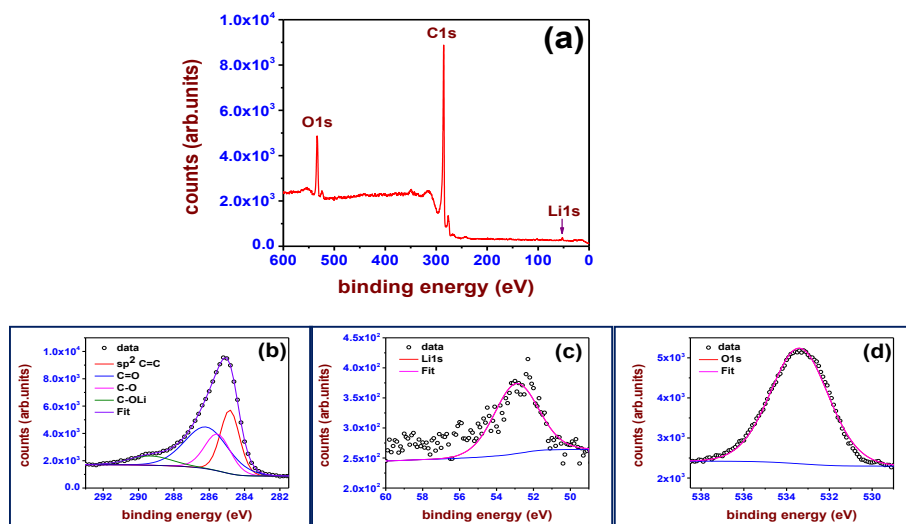 (a)
C1s
O1s
Li1s
counts (arb.units)
1.0x10⁴
8.0x10³
6.0x10³
4.0x10³
2.0x10³
0.0
600 500 400 300 200 100 0
binding energy (eV)
(b)
data
sp² C=C
C=O
C-O
C-OLi
Fit
counts (arb.units)
1.0x10⁴
8.0x10³
6.0x10³
4.0x10³
2.0x10³
0.0
292 290 288 286 284 282
binding energy (eV)
(c)
data
Li1s
Fit
counts (arb.units)
4.5x10²
4.0x10²
3.5x10²
3.0x10²
2.5x10²
2.0x10²
60 58 56 54 52 50
binding energy (eV)
(d)
data
O1s
Fit
counts (arb.units)
5x10³
4x10³
3x10³
2x10³
538 536 534 532 530
binding energy (eV)